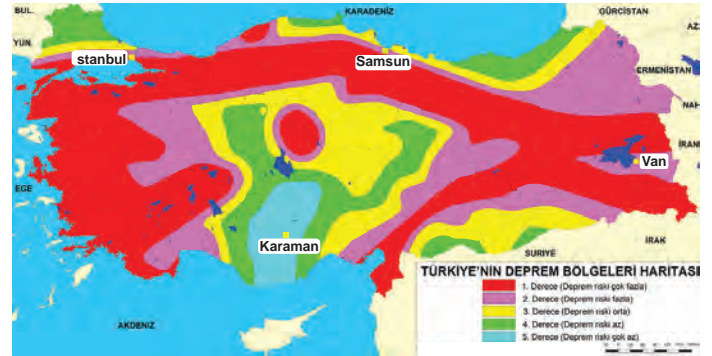 BUL.
KARADENİZ
GÜRCİSTAN
YUN.
stanbul
Samsun
ERMENİSTAN
NAH
İRAN
Van
EGE
Karaman
IRAK
SURİYE
AKDENİZ
TÜRKİYE'NİN DEPREM BÖLGELERİ HARİTASI
1. Derece (Deprem riski çok fazla)
2. Derece (Deprem riski fazla)
3. Derece (Deprem riski orta)
4. Derece (Deprem riski az)
5. Derece (Deprem riski çok az)